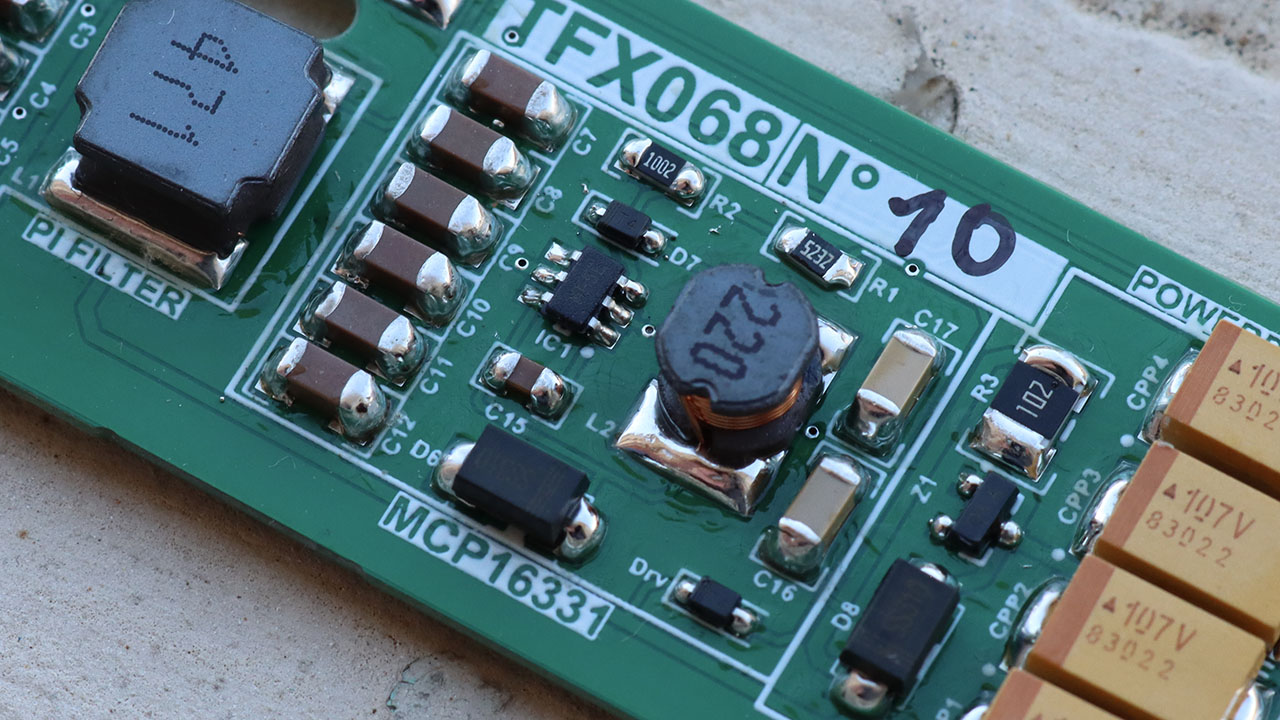 TFX068 N° 10
C3
C4
C5
L1
PI FILTER
C7
C8
C9
C10
C11
C12
1002
R2
D7
5232
R1
IC1
C15
220
L2
C17
C16
D6
MCP16331
Drv
R3
102
Z1
D8
POWER
CPP4
CPP3
107V
83022
CPP2
107V
83022
P1